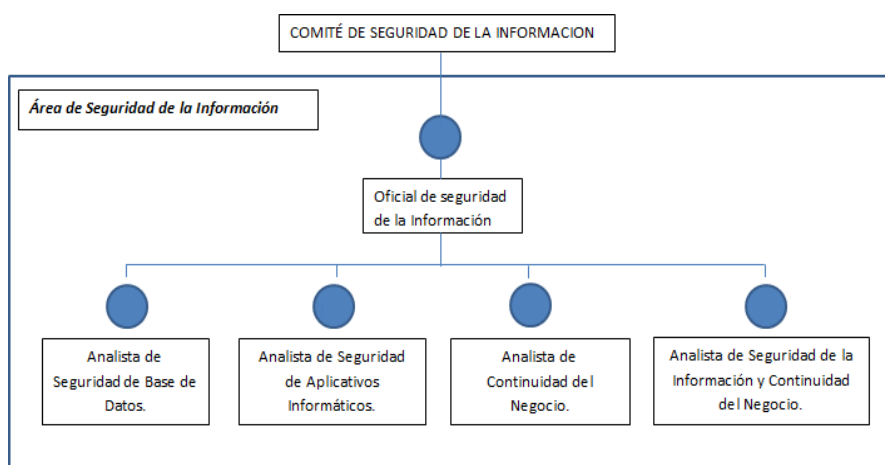 COMITÉ DE SEGURIDAD DE LA INFORMACION
Área de Seguridad de la Información
Oficial de seguridad
de la Información
Analista de
Seguridad de Base de
Datos.
Analista de Seguridad
de Aplicativos
Informáticos.
Analista de
Continuidad del
Negocio.
Analista de Seguridad de la
Información y Continuidad
del Negocio.